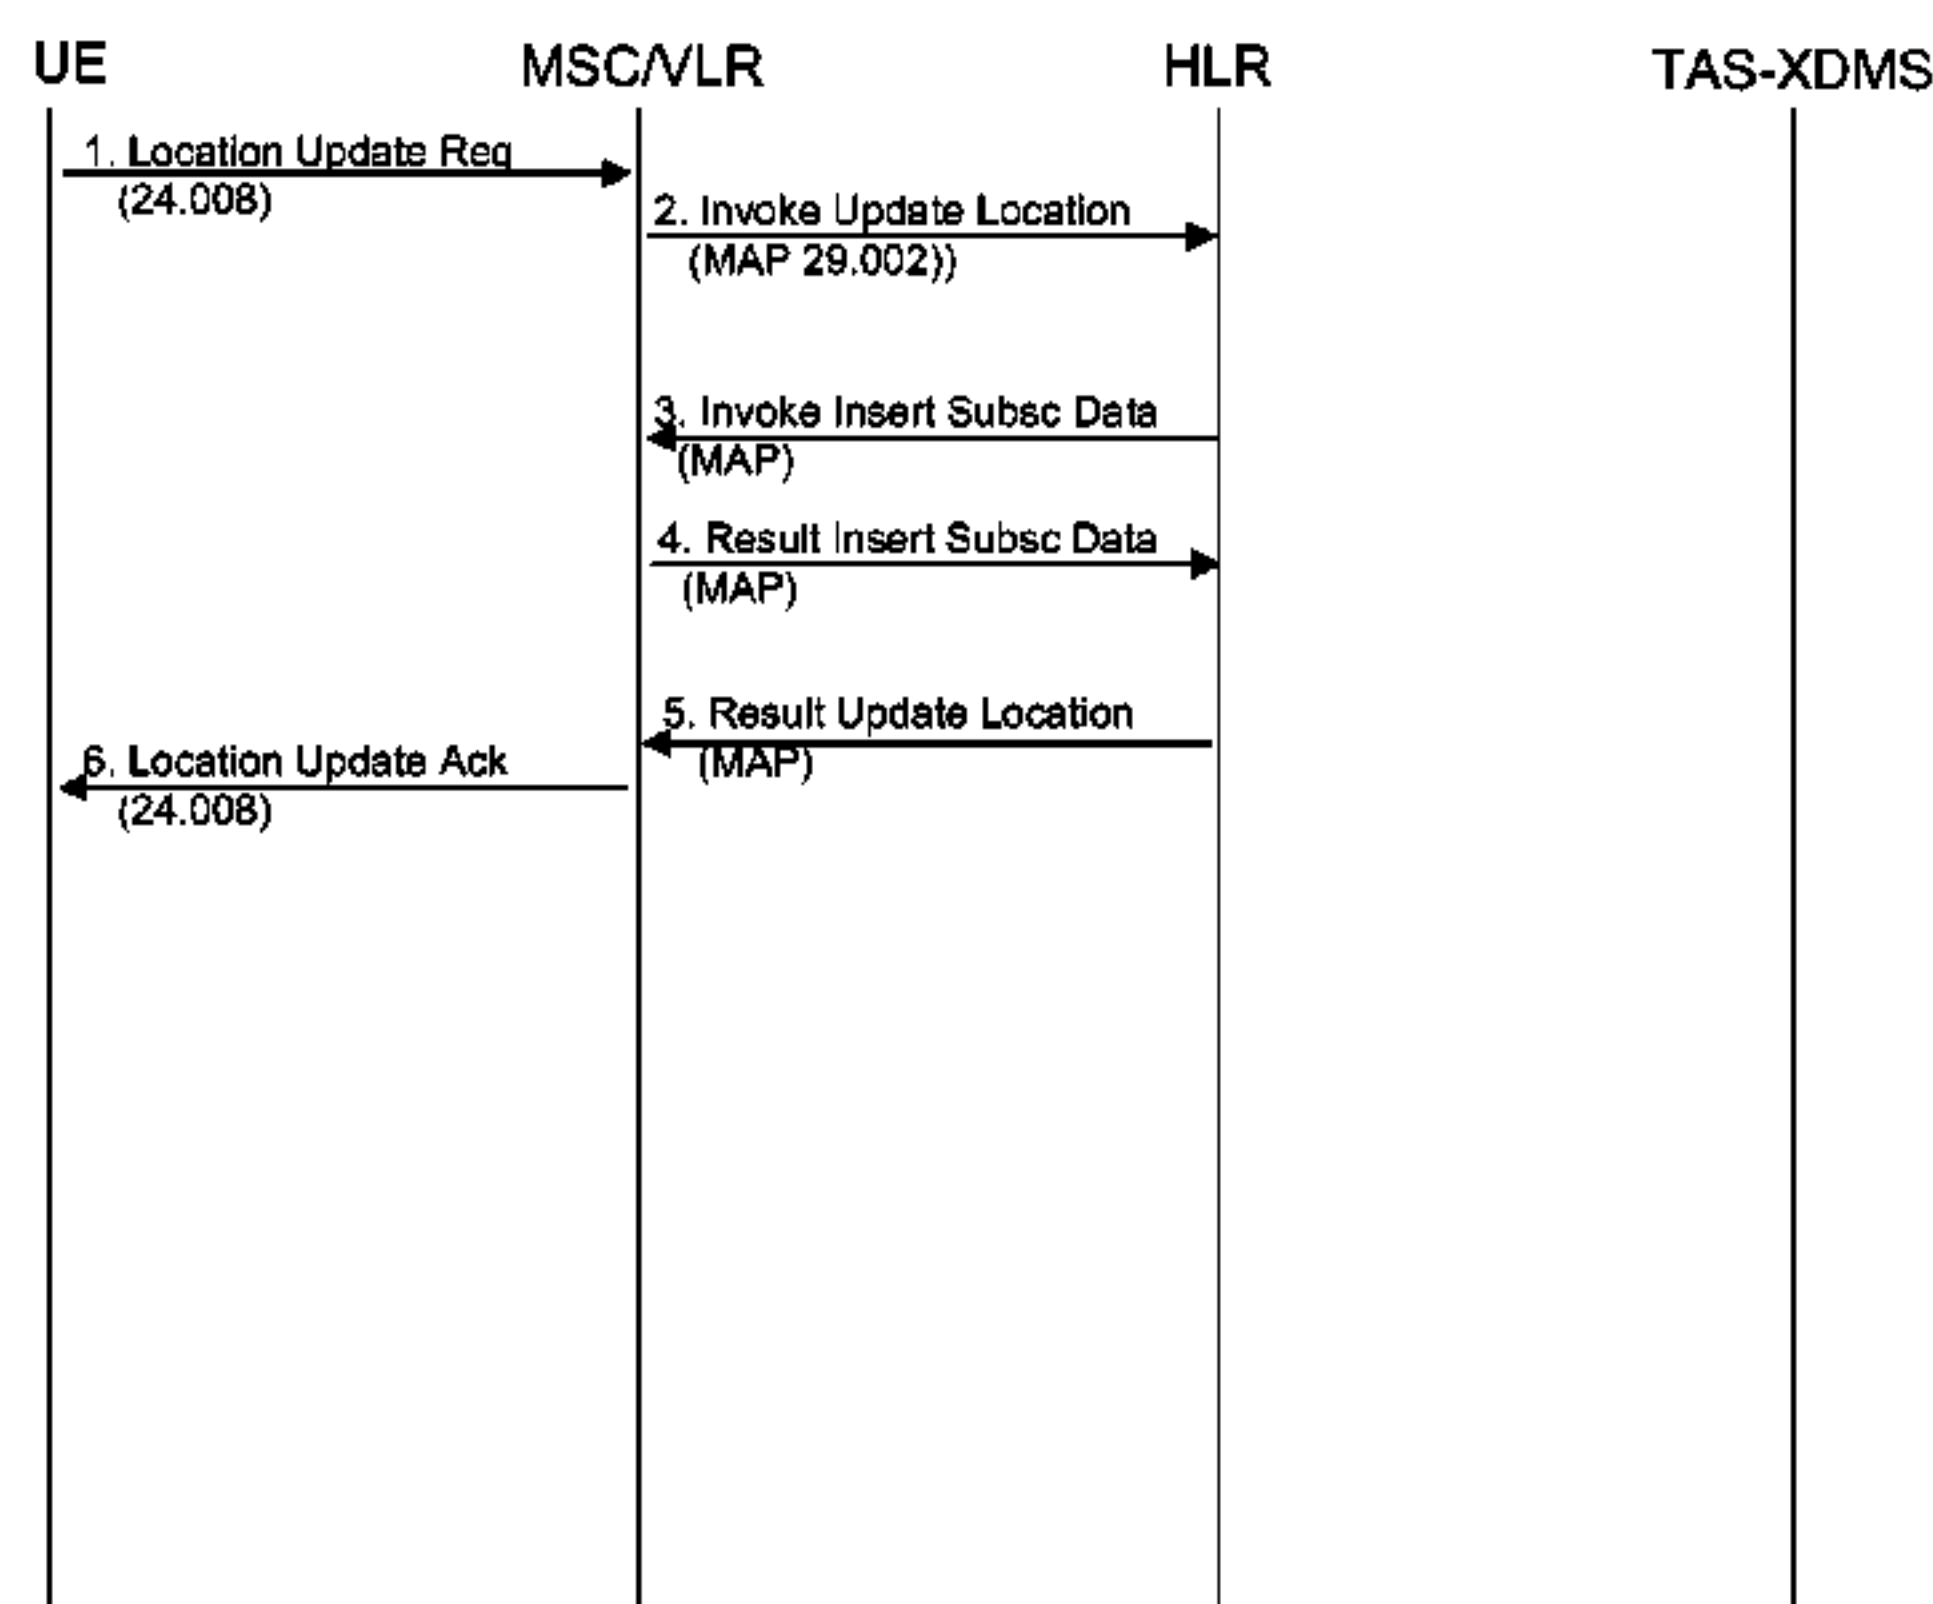 UE MSC/VLR HLR TAS-XDMS
1. Location Update Req
(24.008)
2. Invoke Update Location
(MAP 29.002))
3. Invoke Insert Subsc Data
(MAP)
4. Result Insert Subsc Data
(MAP)
5. Result Update Location
(MAP)
6. Location Update Ack
(24.008)